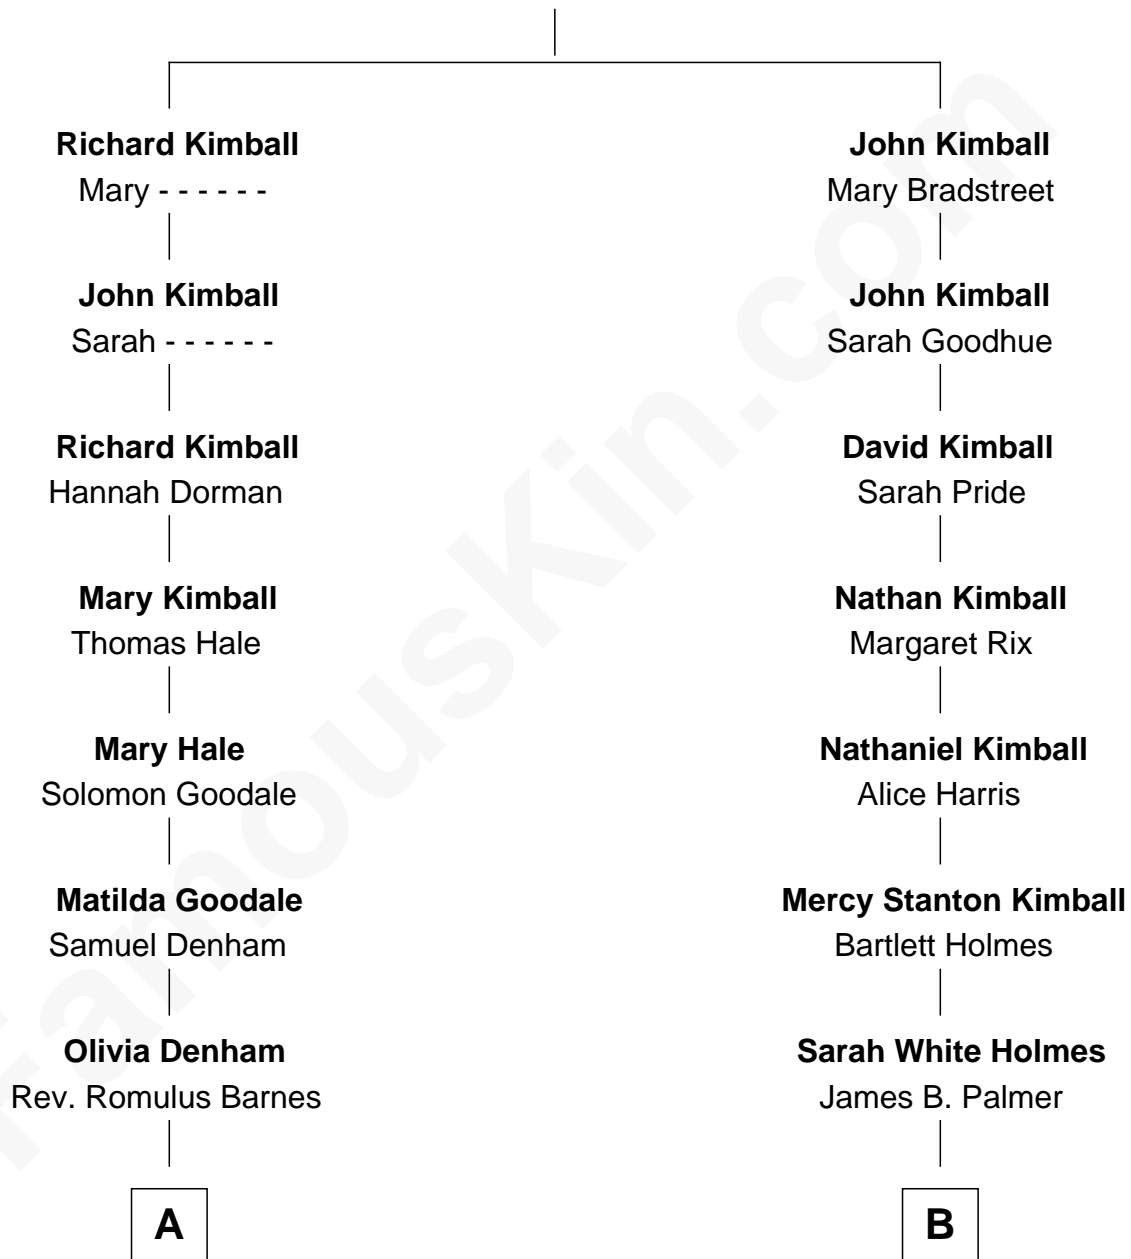 Richard Kimball
Mary - - - - - -
John Kimball
Sarah - - - - - -
Richard Kimball
Hannah Dorman
Mary Kimball
Thomas Hale
Mary Hale
Solomon Goodale
Matilda Goodale
Samuel Denham
Olivia Denham
Rev. Romulus Barnes
A
John Kimball
Mary Bradstreet
John Kimball
Sarah Goodhue
David Kimball
Sarah Pride
Nathan Kimball
Margaret Rix
Nathaniel Kimball
Alice Harris
Mercy Stanton Kimball
Bartlett Holmes
Sarah White Holmes
James B. Palmer
B
FamousKin.com